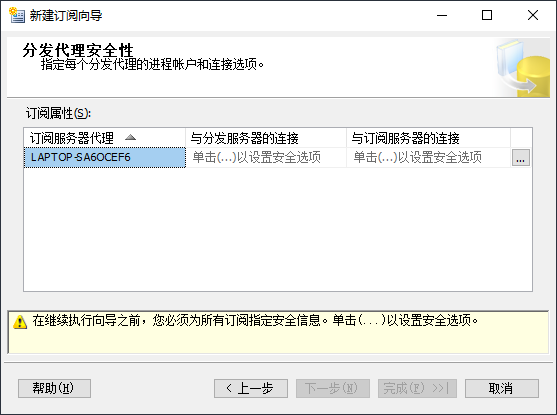 新建订阅向导
分发代理安全性
指定每个分发代理的进程帐户和连接选项。
订阅属性(S):
订阅服务器代理 与分发服务器的连接 与订阅服务器的连接
LAPTOP-SA6OCEF6 单击(...)以设置安全选项 单击(...)以设置安全选项 ...
在继续执行向导之前，您必须为所有订阅指定安全信息。单击(...)以设置安全选项。
帮助(H) < 上一步 下一步(N) 完成(F) >>| 取消